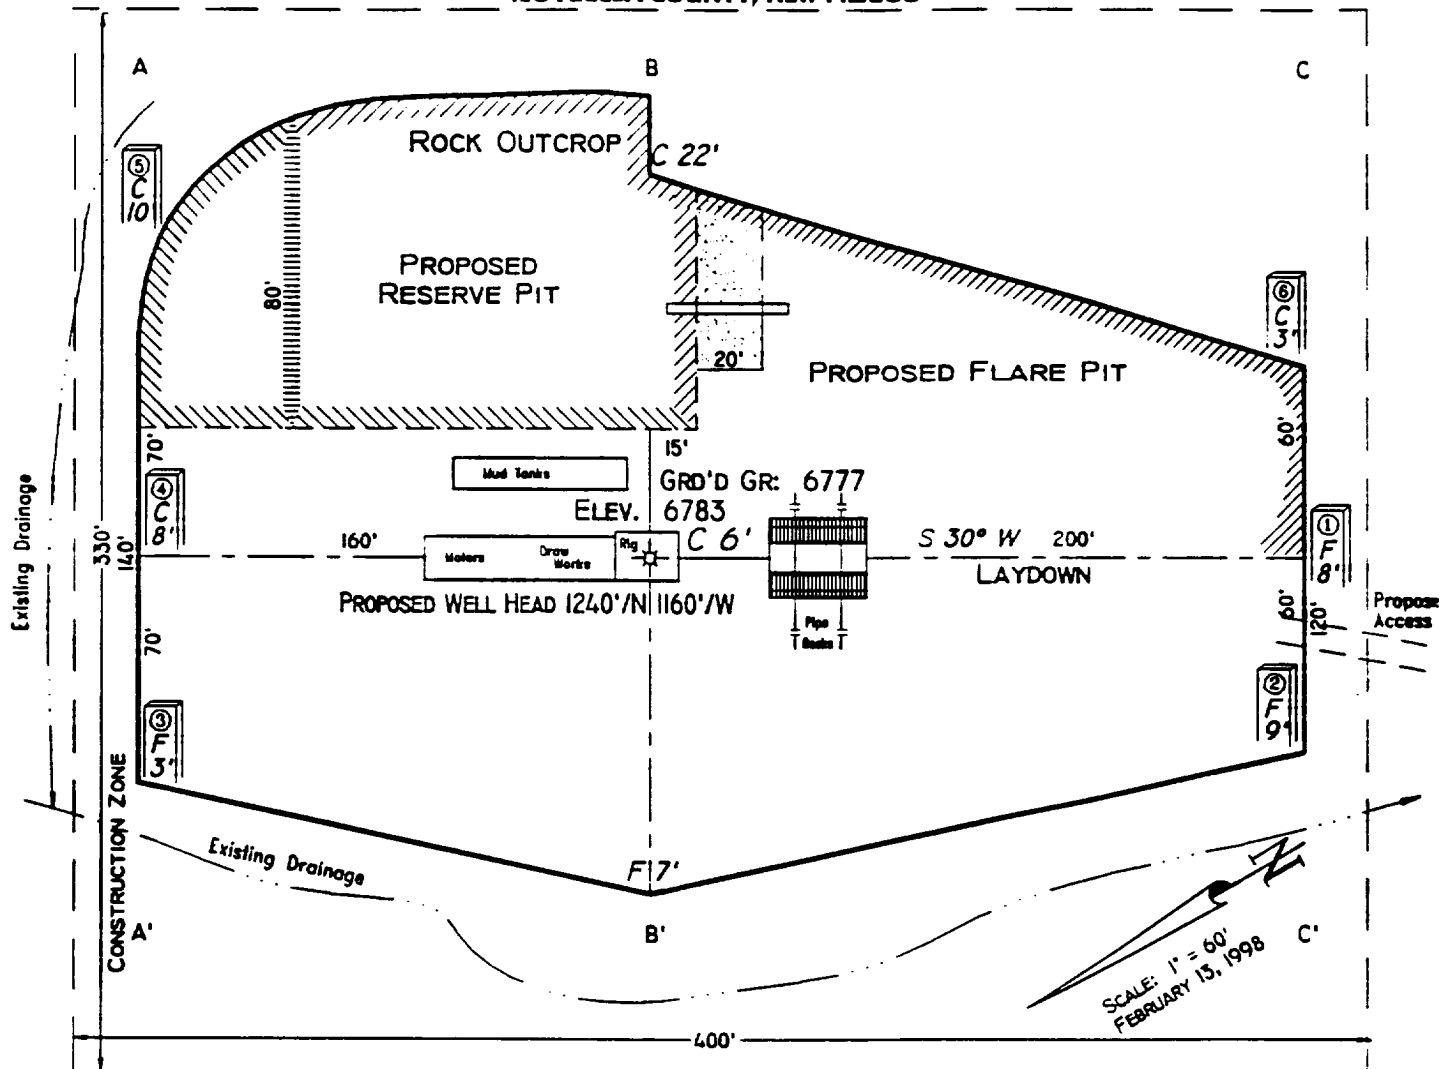 A
B
C
ROCK OUTCROP
C 22'
⑤
C
10'
PROPOSED
RESERVE PIT
80'
⑥
C
3'
20'
PROPOSED FLARE PIT
60'
70'
15'
④
C
8'
Mud Tanks
GRD'D GR: 6777
ELEV. 6783
Existing Drainage
330'
140'
160'
Motors
Draw
Works
Rig
C 6'
S 30° W 200'
LAYDOWN
①
F
8'
PROPOSED WELL HEAD 1240'/N 1160'/W
Pipe
Racks
60'
120'
Propose
Access
70'
②
F
9'
③
F
3'
CONSTRUCTION ZONE
Existing Drainage
F 7'
N
A'
B'
C'
SCALE: 1" = 60'
FEBRUARY 13, 1998
400'